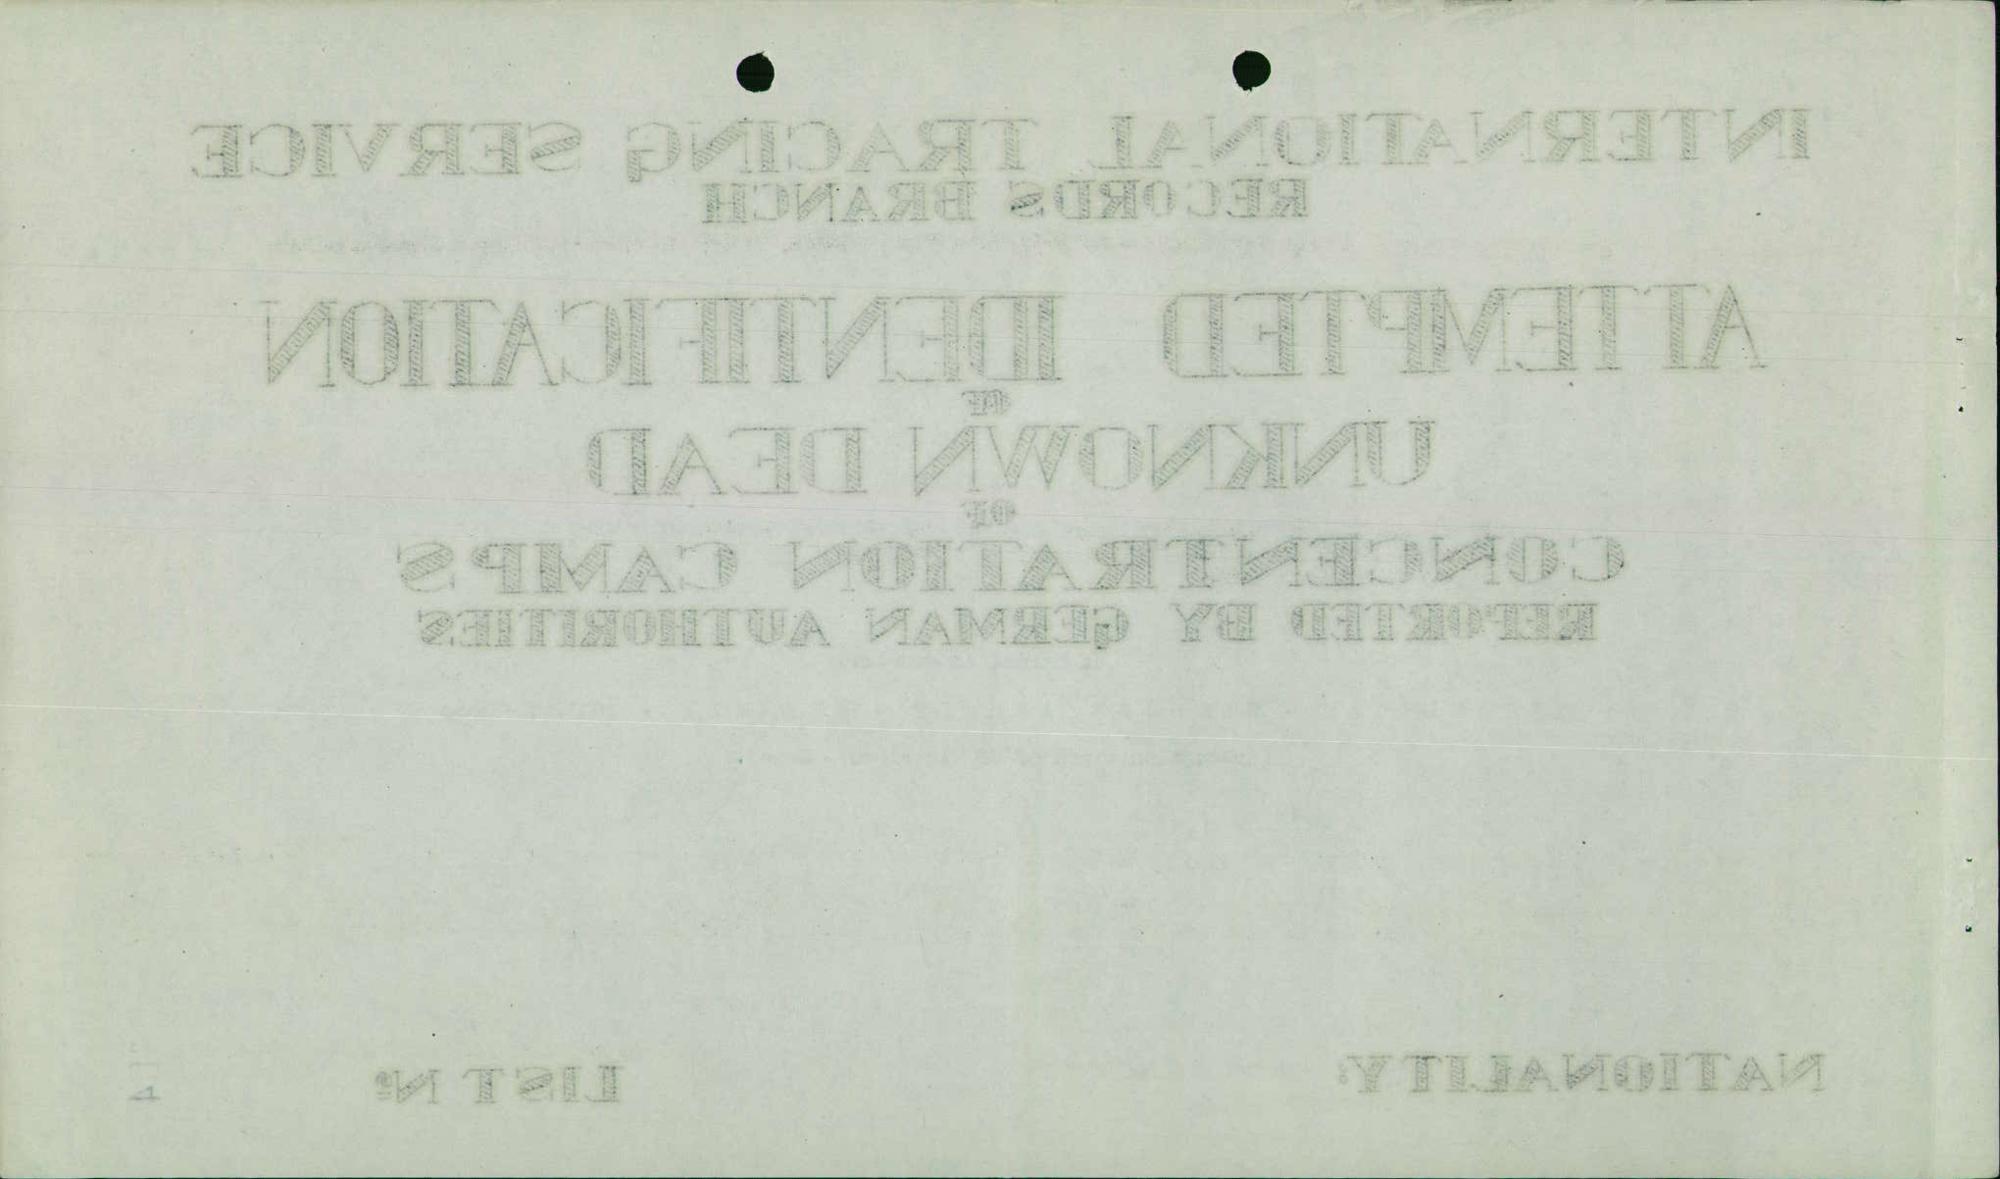 INTERNATIONAL TRACING SERVICE
RECORDS BRANCH
ATTEMPTED IDENTIFICATION
OF
UNKNOWN DEAD
OF
CONCENTRATION CAMPS
REPORTED BY GERMAN AUTHORITIES
NATIONALITY: LIST Nº